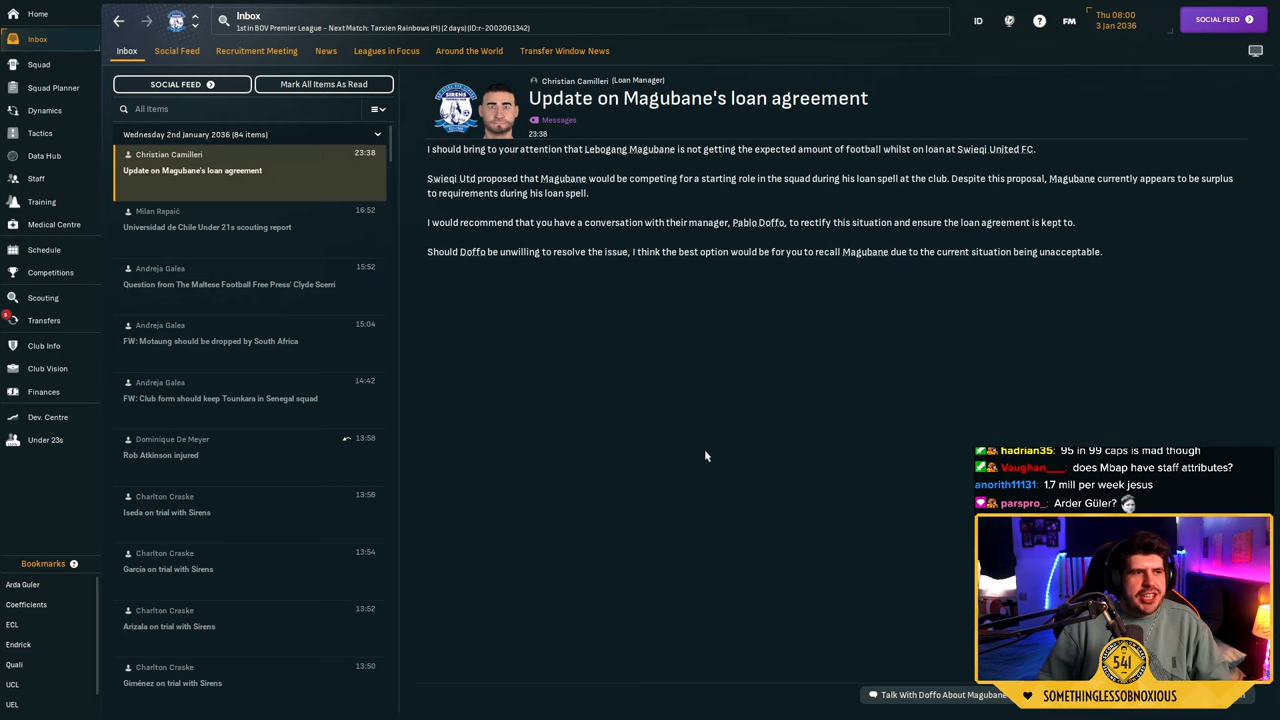 Home
Inbox
Squad
Squad Planner
Dynamics
Tactics
Data Hub
Staff
Training
Medical Centre
Schedule
Competitions
Scouting
Transfers
Club Info
Club Vision
Finances
Dev. Centre
Under 23s
Bookmarks
Arda Guler
Coefficients
ECL
Endrick
Quali
UCL
UEL
Inbox
1st in BOV Premier League - Next Match: Tarxien Rainbows (H) (2 days) (ID:r-2002061342)
ID
FM
Thu 08:00
3 Jan 2036
SOCIAL FEED
Inbox
Social Feed
Recruitment Meeting
News
Leagues in Focus
Around the World
Transfer Window News
SOCIAL FEED
Mark All Items As Read
All Items
Wednesday 2nd January 2036 (84 items)
Christian Camilleri 23:38
Update on Magubane's loan agreement
Milan Rapaić 16:52
Universidad de Chile Under 21s scouting report
Andreja Galea 15:52
Question from The Maltese Football Free Press' Clyde Scerri
Andreja Galea 15:04
FW: Motaung should be dropped by South Africa
Andreja Galea 14:42
FW: Club form should keep Tounkara in Senegal squad
Dominique De Meyer 13:58
Rob Atkinson injured
Charlton Craske 13:56
Iseda on trial with Sirens
Charlton Craske 13:54
García on trial with Sirens
Charlton Craske 13:52
Arizala on trial with Sirens
Charlton Craske 13:50
Giménez on trial with Sirens
SIRENS
Christian Camilleri (Loan Manager)
Update on Magubane's loan agreement
Messages
23:38
I should bring to your attention that Lebogang Magubane is not getting the expected amount of football whilst on loan at Swieqi United FC.
Swieqi Utd proposed that Magubane would be competing for a starting role in the squad during his loan spell at the club. Despite this proposal, Magubane currently appears to be surplus
to requirements during his loan spell.
I would recommend that you have a conversation with their manager, Pablo Doffo, to rectify this situation and ensure the loan agreement is kept to.
Should Doffo be unwilling to resolve the issue, I think the best option would be for you to recall Magubane due to the current situation being unacceptable.
hadrian35: 95 in 99 caps is mad though
Vaughan___: does Mbap have staff attributes?
anorith11131: 1.7 mill per week jesus
parspro_: Arder Güler?
541
Talk With Doffo About Magubane
SOMETHINGLESSOBNOXIOUS